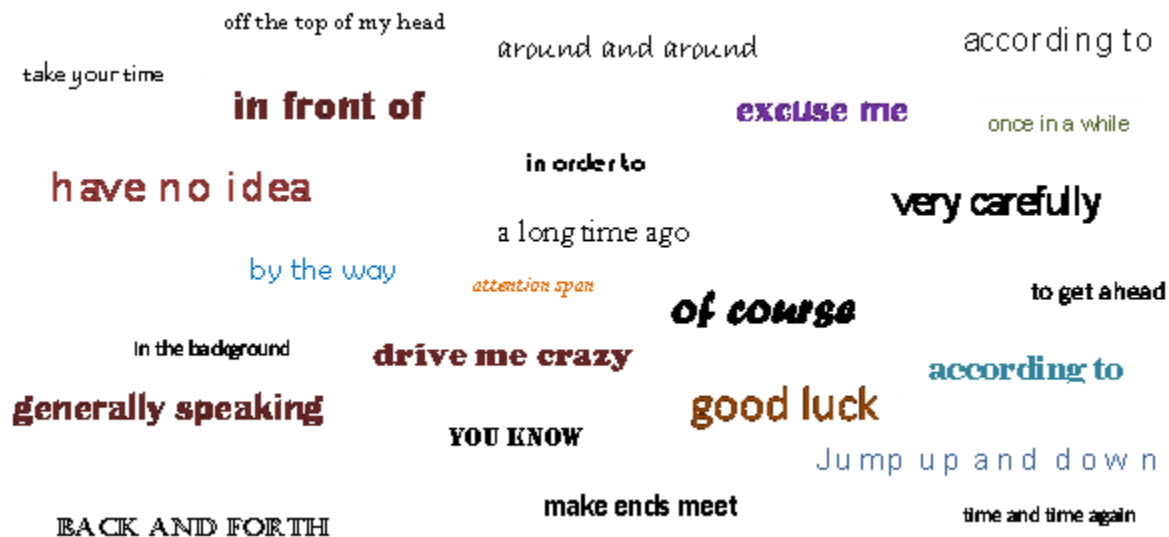 off the top of my head
around and around
according to
take your time
in front of
excuse me
once in a while
in order to
have no idea
very carefully
a long time ago
by the way
attention span
to get ahead
of course
in the background
drive me crazy
according to
generally speaking
good luck
YOU KNOW
Jump up and down
make ends meet
time and time again
BACK AND FORTH